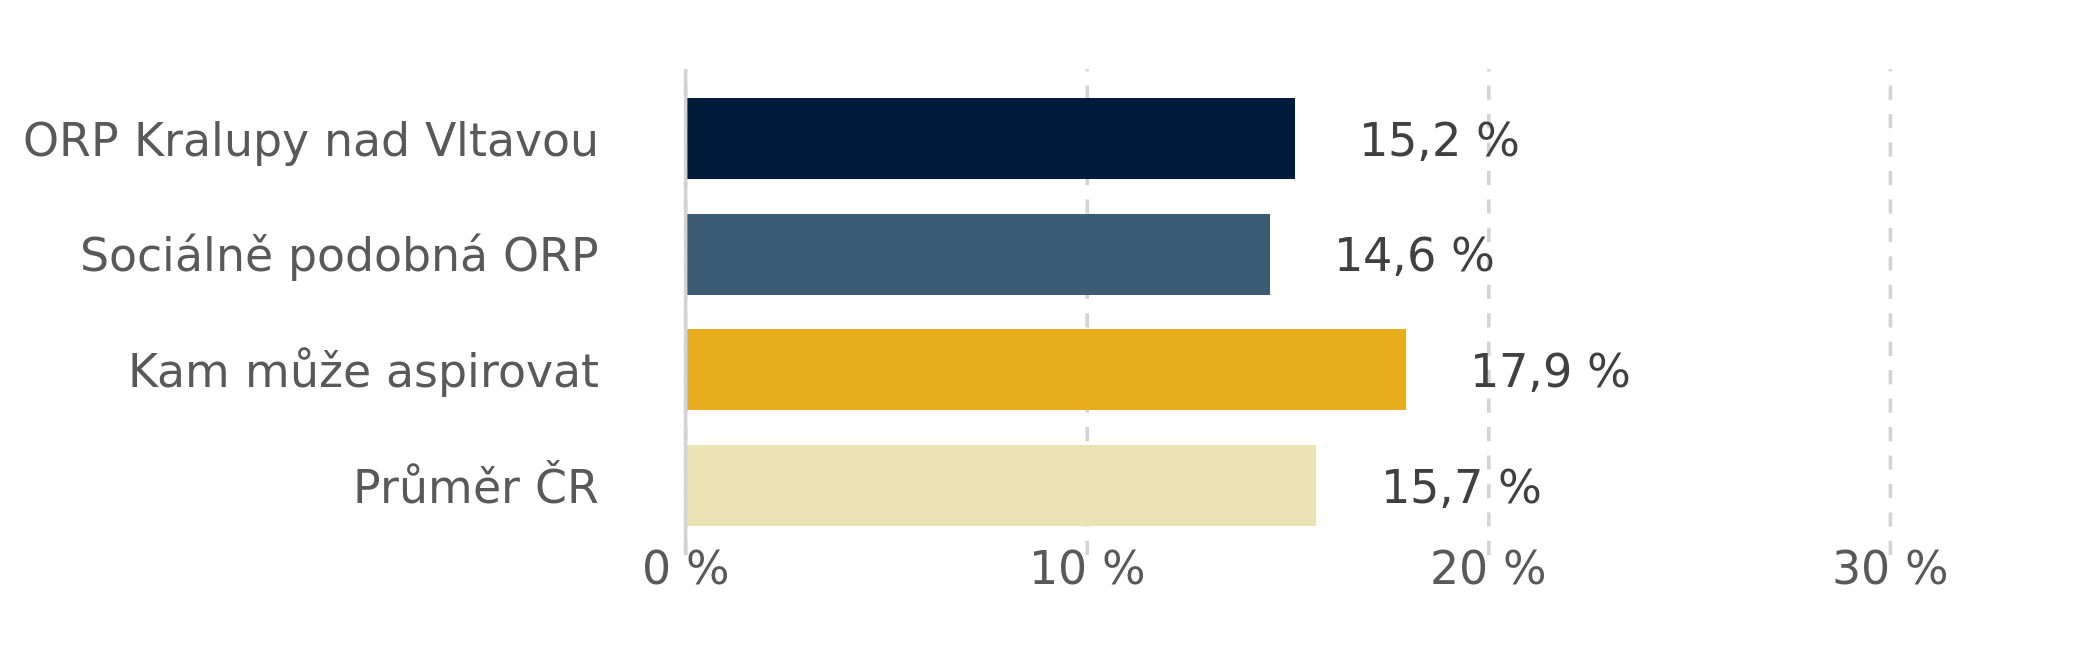 ORP Kralupy nad Vltavou 15,2 %
Sociálně podobná ORP 14,6 %
Kam může aspirovat 17,9 %
Průměr ČR 15,7 %
0 % 10 % 20 % 30 %